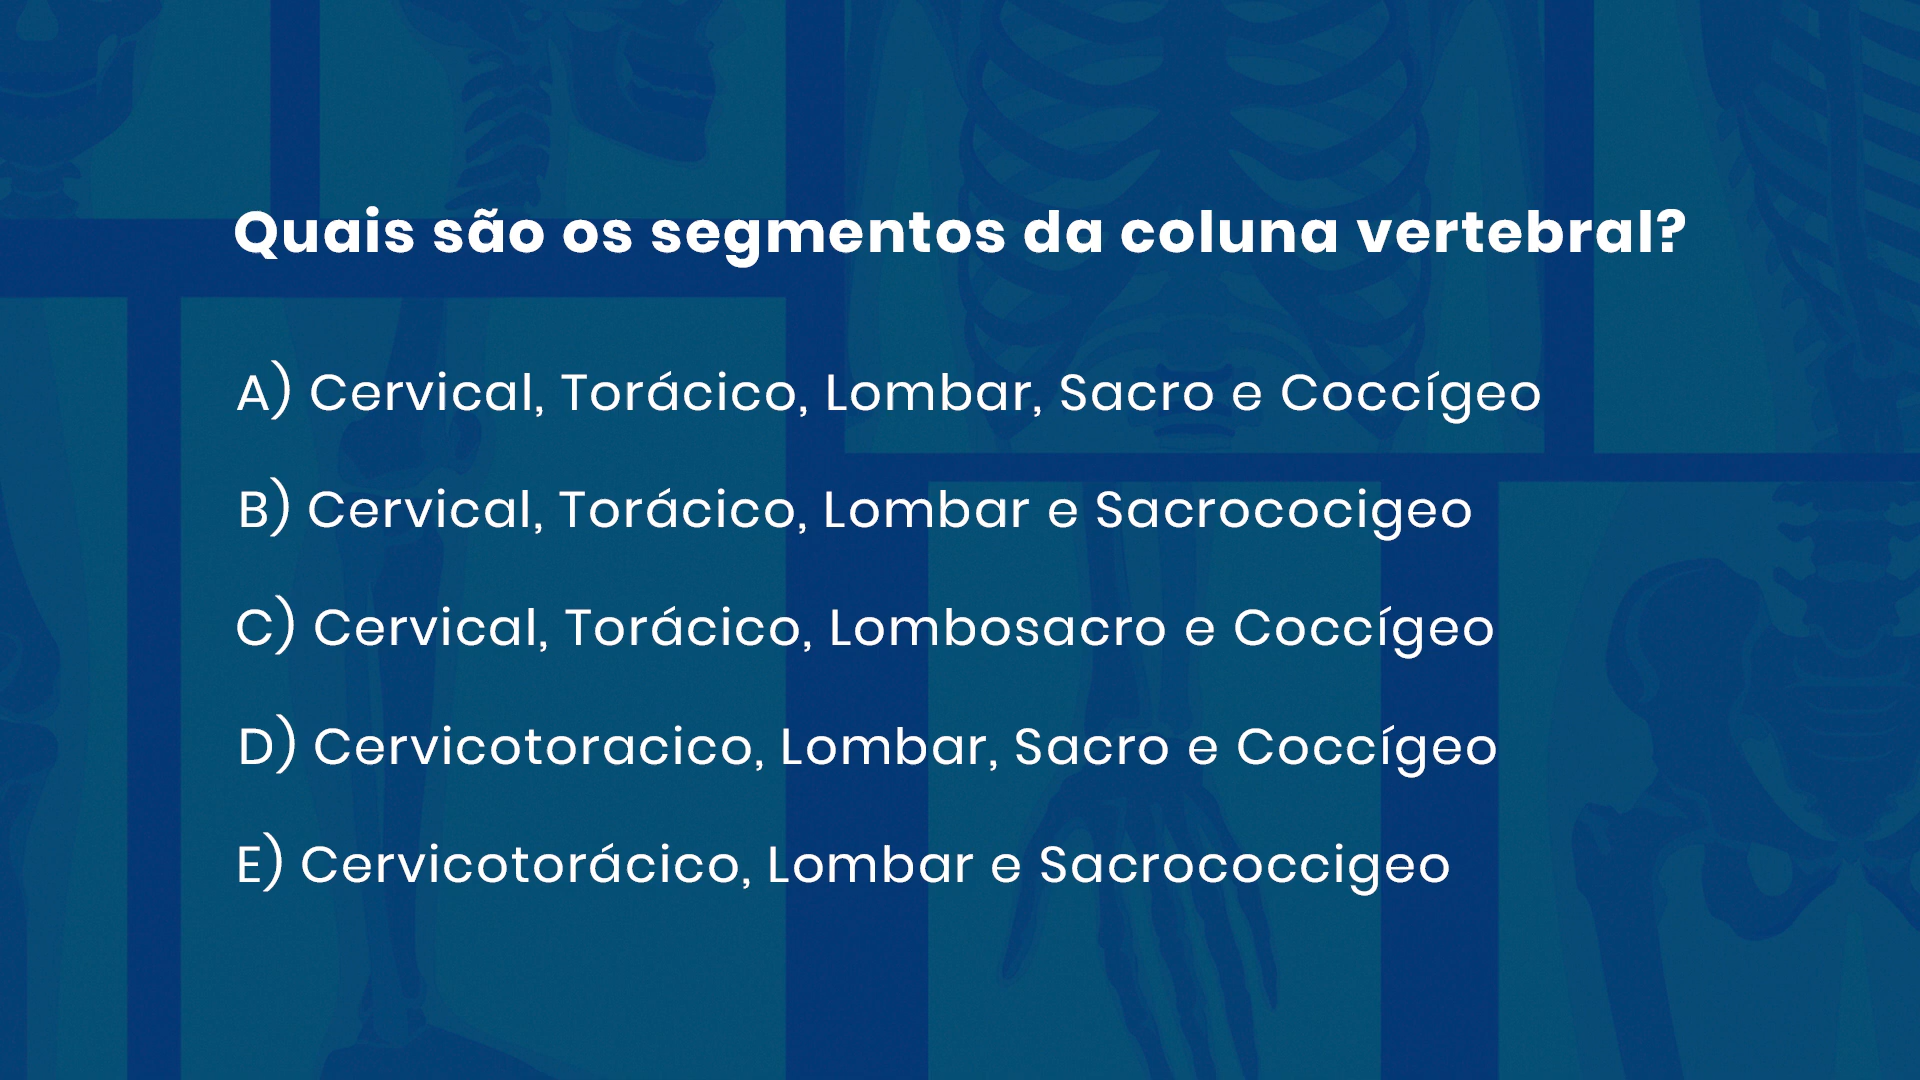 Quais são os segmentos da coluna vertebral?
A) Cervical, Torácico, Lombar, Sacro e Coccígeo
B) Cervical, Torácico, Lombar e Sacrococigeo
C) Cervical, Torácico, Lombosacro e Coccígeo
D) Cervicotoracico, Lombar, Sacro e Coccígeo
E) Cervicotorácico, Lombar e Sacrococcigeo